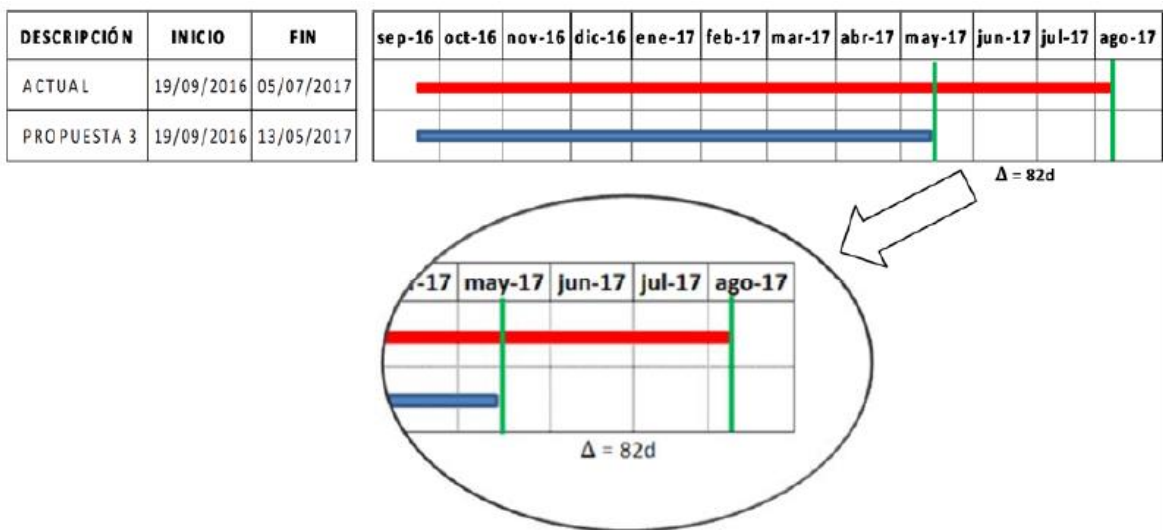 DESCRIPCIÓN INICIO FIN sep-16 oct-16 nov-16 dic-16 ene-17 feb-17 mar-17 abr-17 may-17 jun-17 jul-17 ago-17
ACTUAL 19/09/2016 05/07/2017
PROPUESTA 3 19/09/2016 13/05/2017
Δ = 82d
r-17 may-17 jun-17 jul-17 ago-17
Δ = 82d